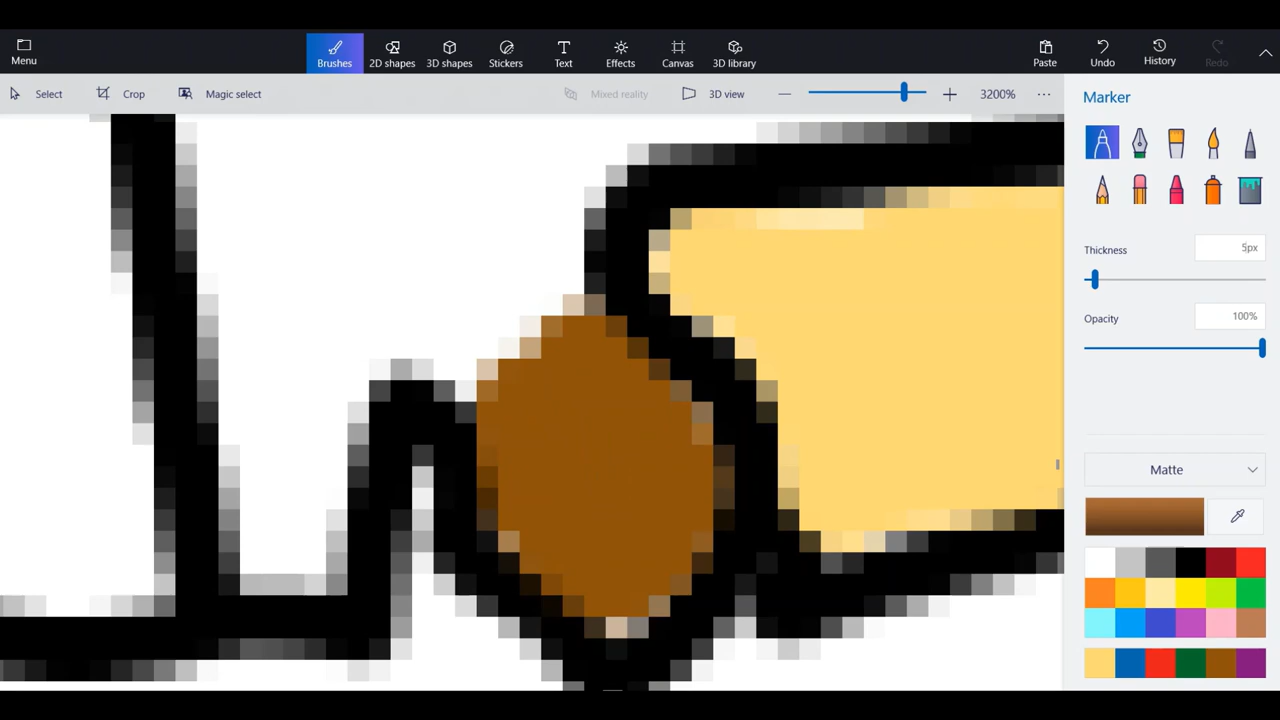 Menu
Brushes
2D shapes
3D shapes
Stickers
Text
Effects
Canvas
3D library
Paste
Undo
History
Redo
Select
Crop
Magic select
Mixed reality
3D view
3200%
Marker
Thickness
5px
Opacity
100%
Matte